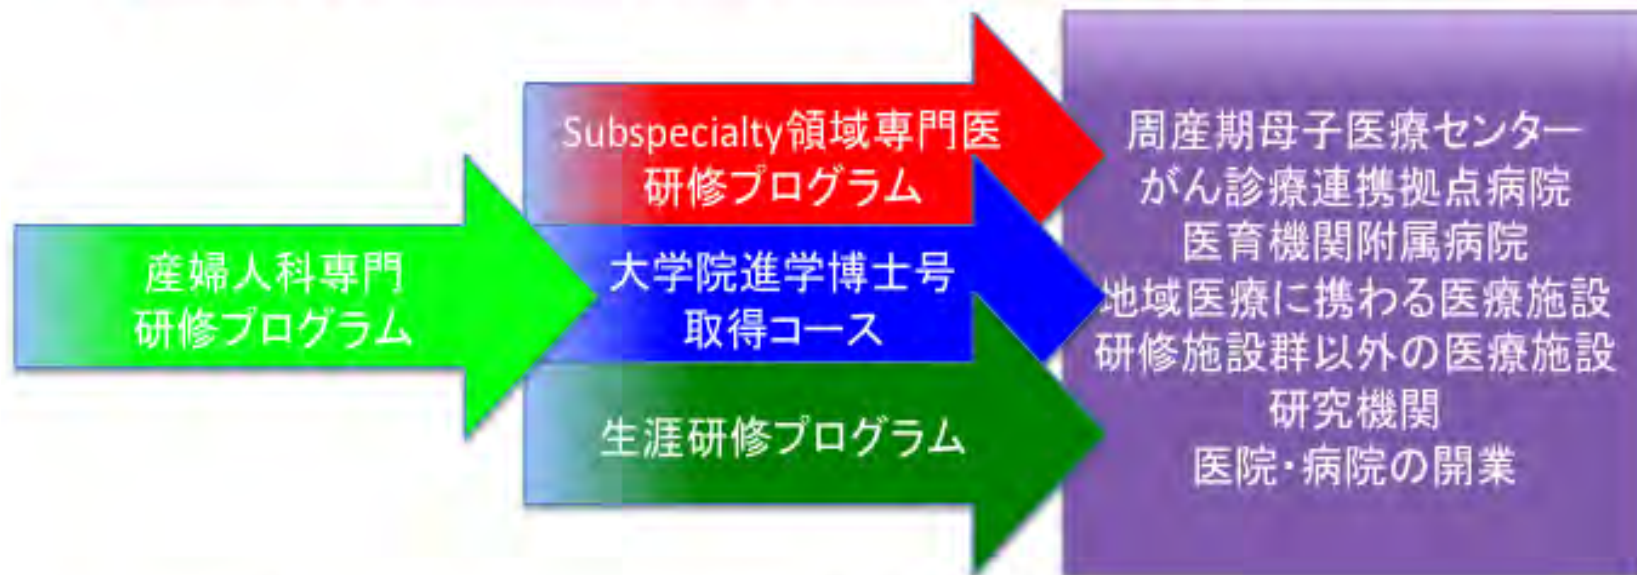 産婦人科専門
研修プログラム
Subspecialty領域専門医
研修プログラム
大学院進学博士号
取得コース
生涯研修プログラム
周産期母子医療センター
がん診療連携拠点病院
医育機関附属病院
地域医療に携わる医療施設
研修施設群以外の医療施設
研究機関
医院・病院の開業